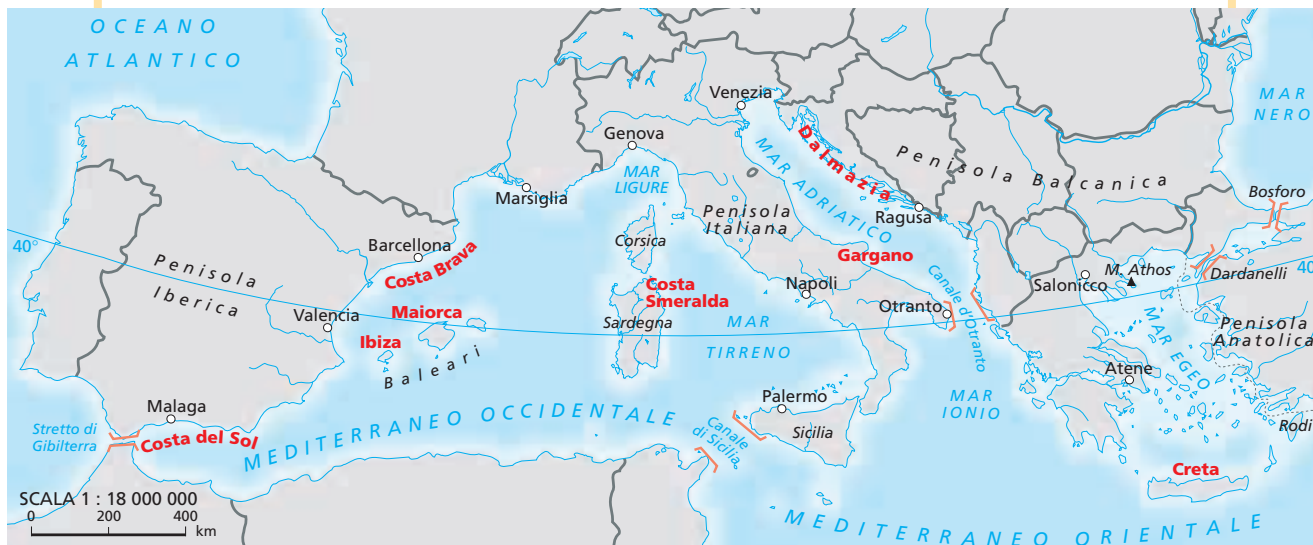 OCEANO
ATLANTICO
MAR
NERO
Venezia
Genova
Dalmazia
MAR
LIGURE
MAR ADRIATICO
Penisola Balcanica
Marsiglia
Bosforo
Ragusa
Penisola
Italiana
Corsica
40°
Barcellona
Costa Brava
Gargano
Penisola
Iberica
Canale d'Otranto
M. Athos
Dardanelli
40
Salonicco
Costa
Smeralda
Napoli
Otranto
Maiorca
Valencia
Sardegna
MAR
TIRRENO
Ibiza
Baleari
MAR EGEO
Penisola
Anatolica
Atene
Malaga
Palermo
MAR
IONIO
Stretto di
Gibilterra
Costa del Sol
MEDITERRANEO OCCIDENTALE
Canale
di Sicilia
Sicilia
Rodi
Creta
SCALA 1 : 18 000 000
0 200 400
km
MEDITERRANEO ORIENTALE